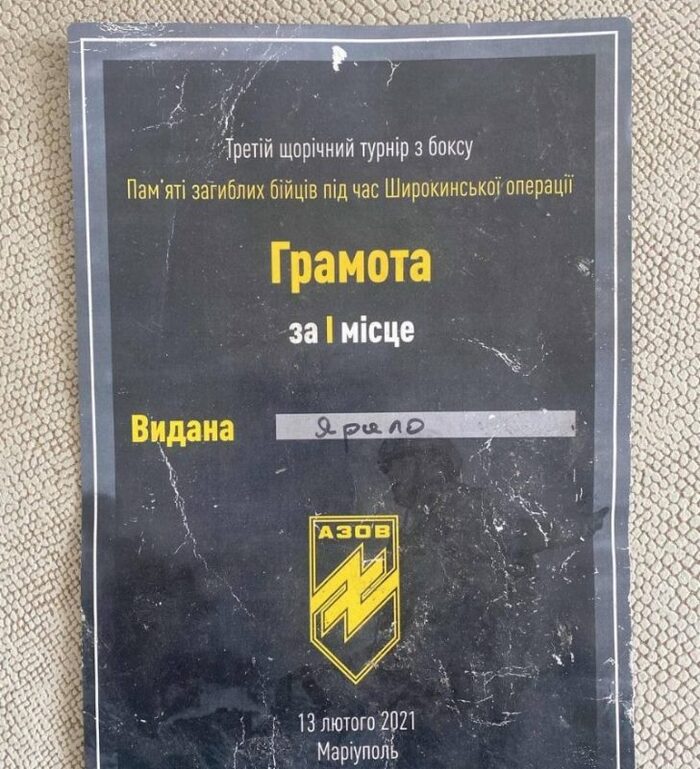 Третій щорічний турнір з боксу
Пам'яті загиблих бійців під час Широкинської операції
Грамота
за І місце
Видана Ярило
АЗОВ
13 лютого 2021
Маріуполь